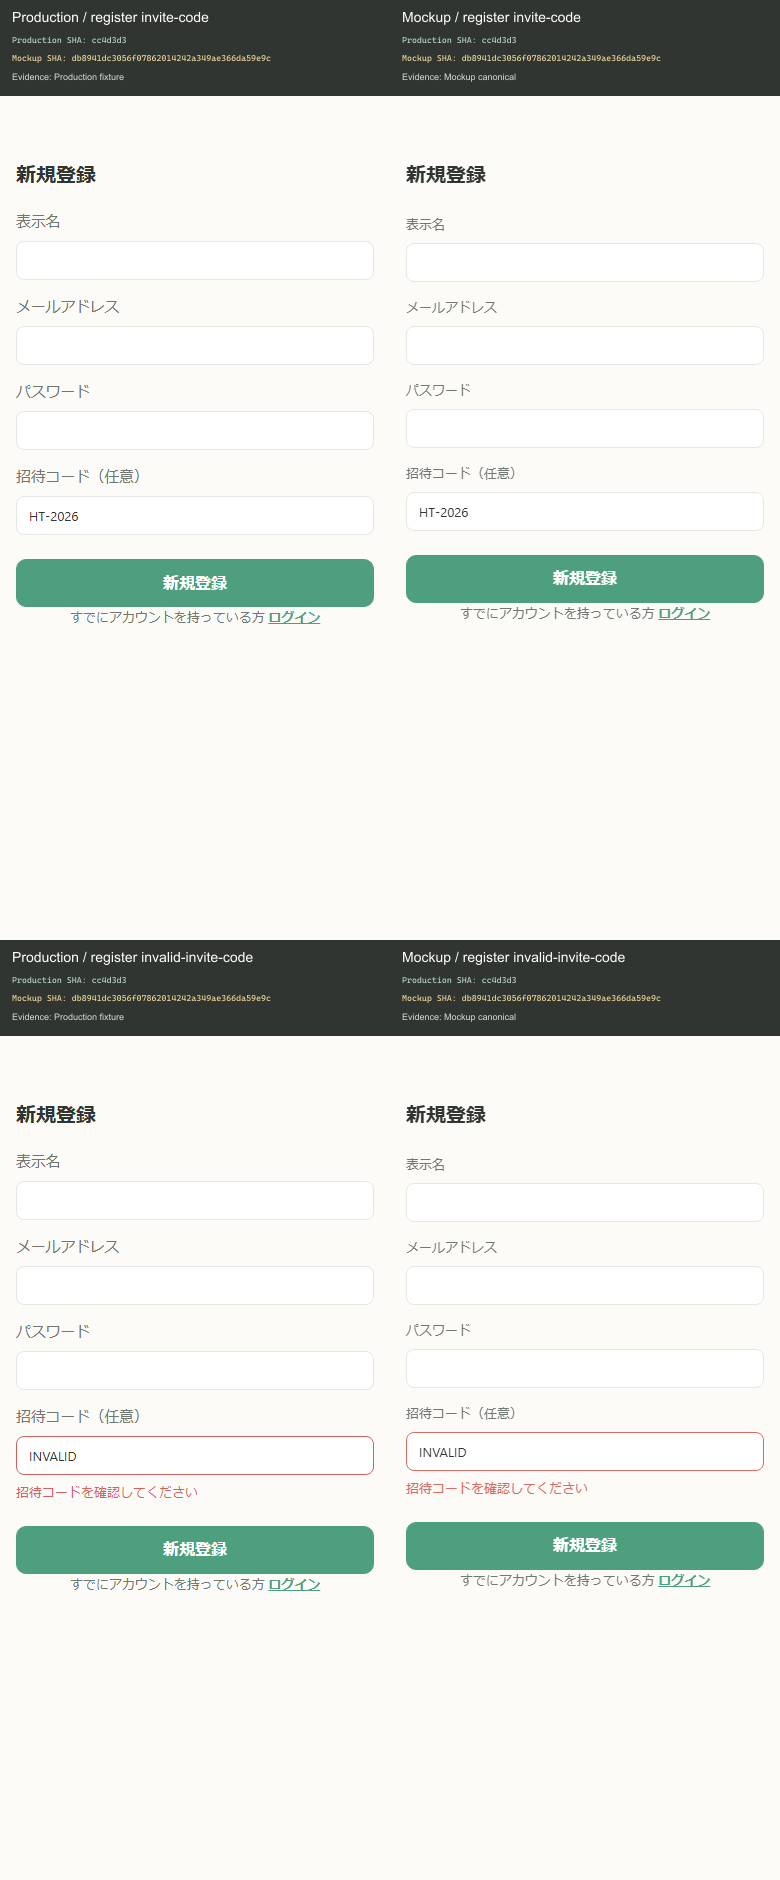 Production / register invite-code
Production SHA: cc4d3d3
Mockup SHA: db8941dc3056f07862014242a349ae366da59e9c
Evidence: Production fixture
新規登録
表示名
メールアドレス
パスワード
招待コード（任意）
HT-2026
新規登録
すでにアカウントを持っている方 ログイン
Mockup / register invite-code
Production SHA: cc4d3d3
Mockup SHA: db8941dc3056f07862014242a349ae366da59e9c
Evidence: Mockup canonical
新規登録
表示名
メールアドレス
パスワード
招待コード（任意）
HT-2026
新規登録
すでにアカウントを持っている方 ログイン
Production / register invalid-invite-code
Production SHA: cc4d3d3
Mockup SHA: db8941dc3056f07862014242a349ae366da59e9c
Evidence: Production fixture
新規登録
表示名
メールアドレス
パスワード
招待コード（任意）
INVALID
招待コードを確認してください
新規登録
すでにアカウントを持っている方 ログイン
Mockup / register invalid-invite-code
Production SHA: cc4d3d3
Mockup SHA: db8941dc3056f07862014242a349ae366da59e9c
Evidence: Mockup canonical
新規登録
表示名
メールアドレス
パスワード
招待コード（任意）
INVALID
招待コードを確認してください
新規登録
すでにアカウントを持っている方 ログイン